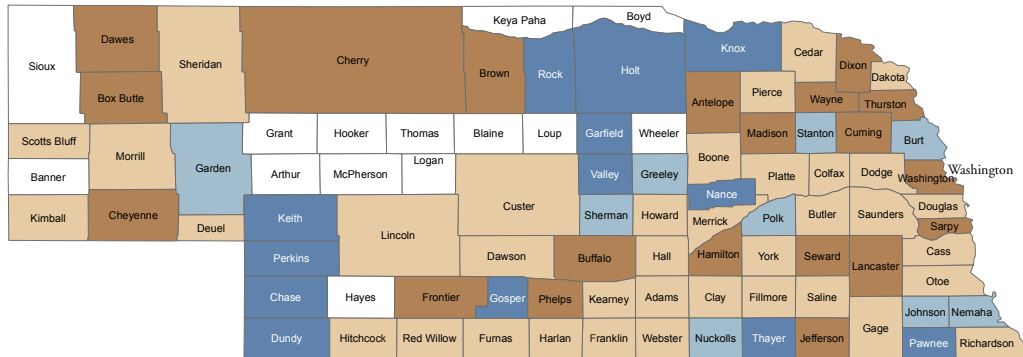 Keya Paha
Boyd
Dawes
Sioux
Sheridan
Cherry
Brown
Rock
Holt
Knox
Cedar
Dixon
Dakota
Box Butte
Antelope
Pierce
Wayne
Thurston
Scotts Bluff
Morrill
Garden
Grant
Hooker
Thomas
Blaine
Loup
Garfield
Wheeler
Madison
Stanton
Cuming
Burt
Banner
Arthur
McPherson
Logan
Valley
Greeley
Boone
Platte
Colfax
Dodge
Washington
Washington
Kimball
Cheyenne
Deuel
Keith
Lincoln
Custer
Sherman
Howard
Nance
Merrick
Polk
Butler
Saunders
Douglas
Sarpy
Perkins
Dawson
Buffalo
Hall
Hamilton
York
Seward
Lancaster
Cass
Otoe
Chase
Hayes
Frontier
Gosper
Phelps
Kearney
Adams
Clay
Fillmore
Saline
Gage
Johnson
Nemaha
Dundy
Hitchcock
Red Willow
Furnas
Harlan
Franklin
Webster
Nuckolls
Thayer
Jefferson
Pawnee
Richardson